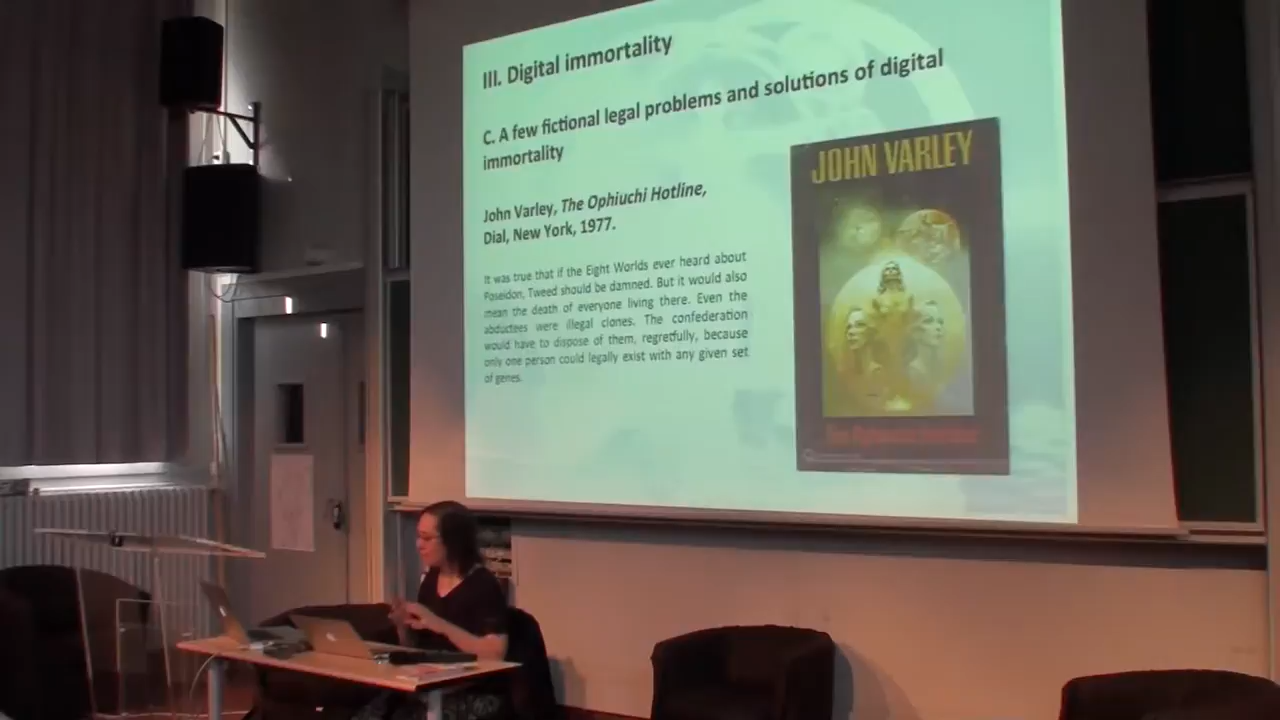 III. Digital immortality
C. A few fictional legal problems and solutions of digital
immortality
John Varley, The Ophiuchi Hotline,
Dial, New York, 1977.
It was true that if the Eight Worlds ever heard about
Poseidon, Tweed should be damned. But it would also
mean the death of everyone living there. Even the
abductees were illegal clones. The confederation
would have to dispose of them, regretfully, because
only one person could legally exist with any given set
of genes.
JOHN VARLEY
The Ophiuchi Hotline